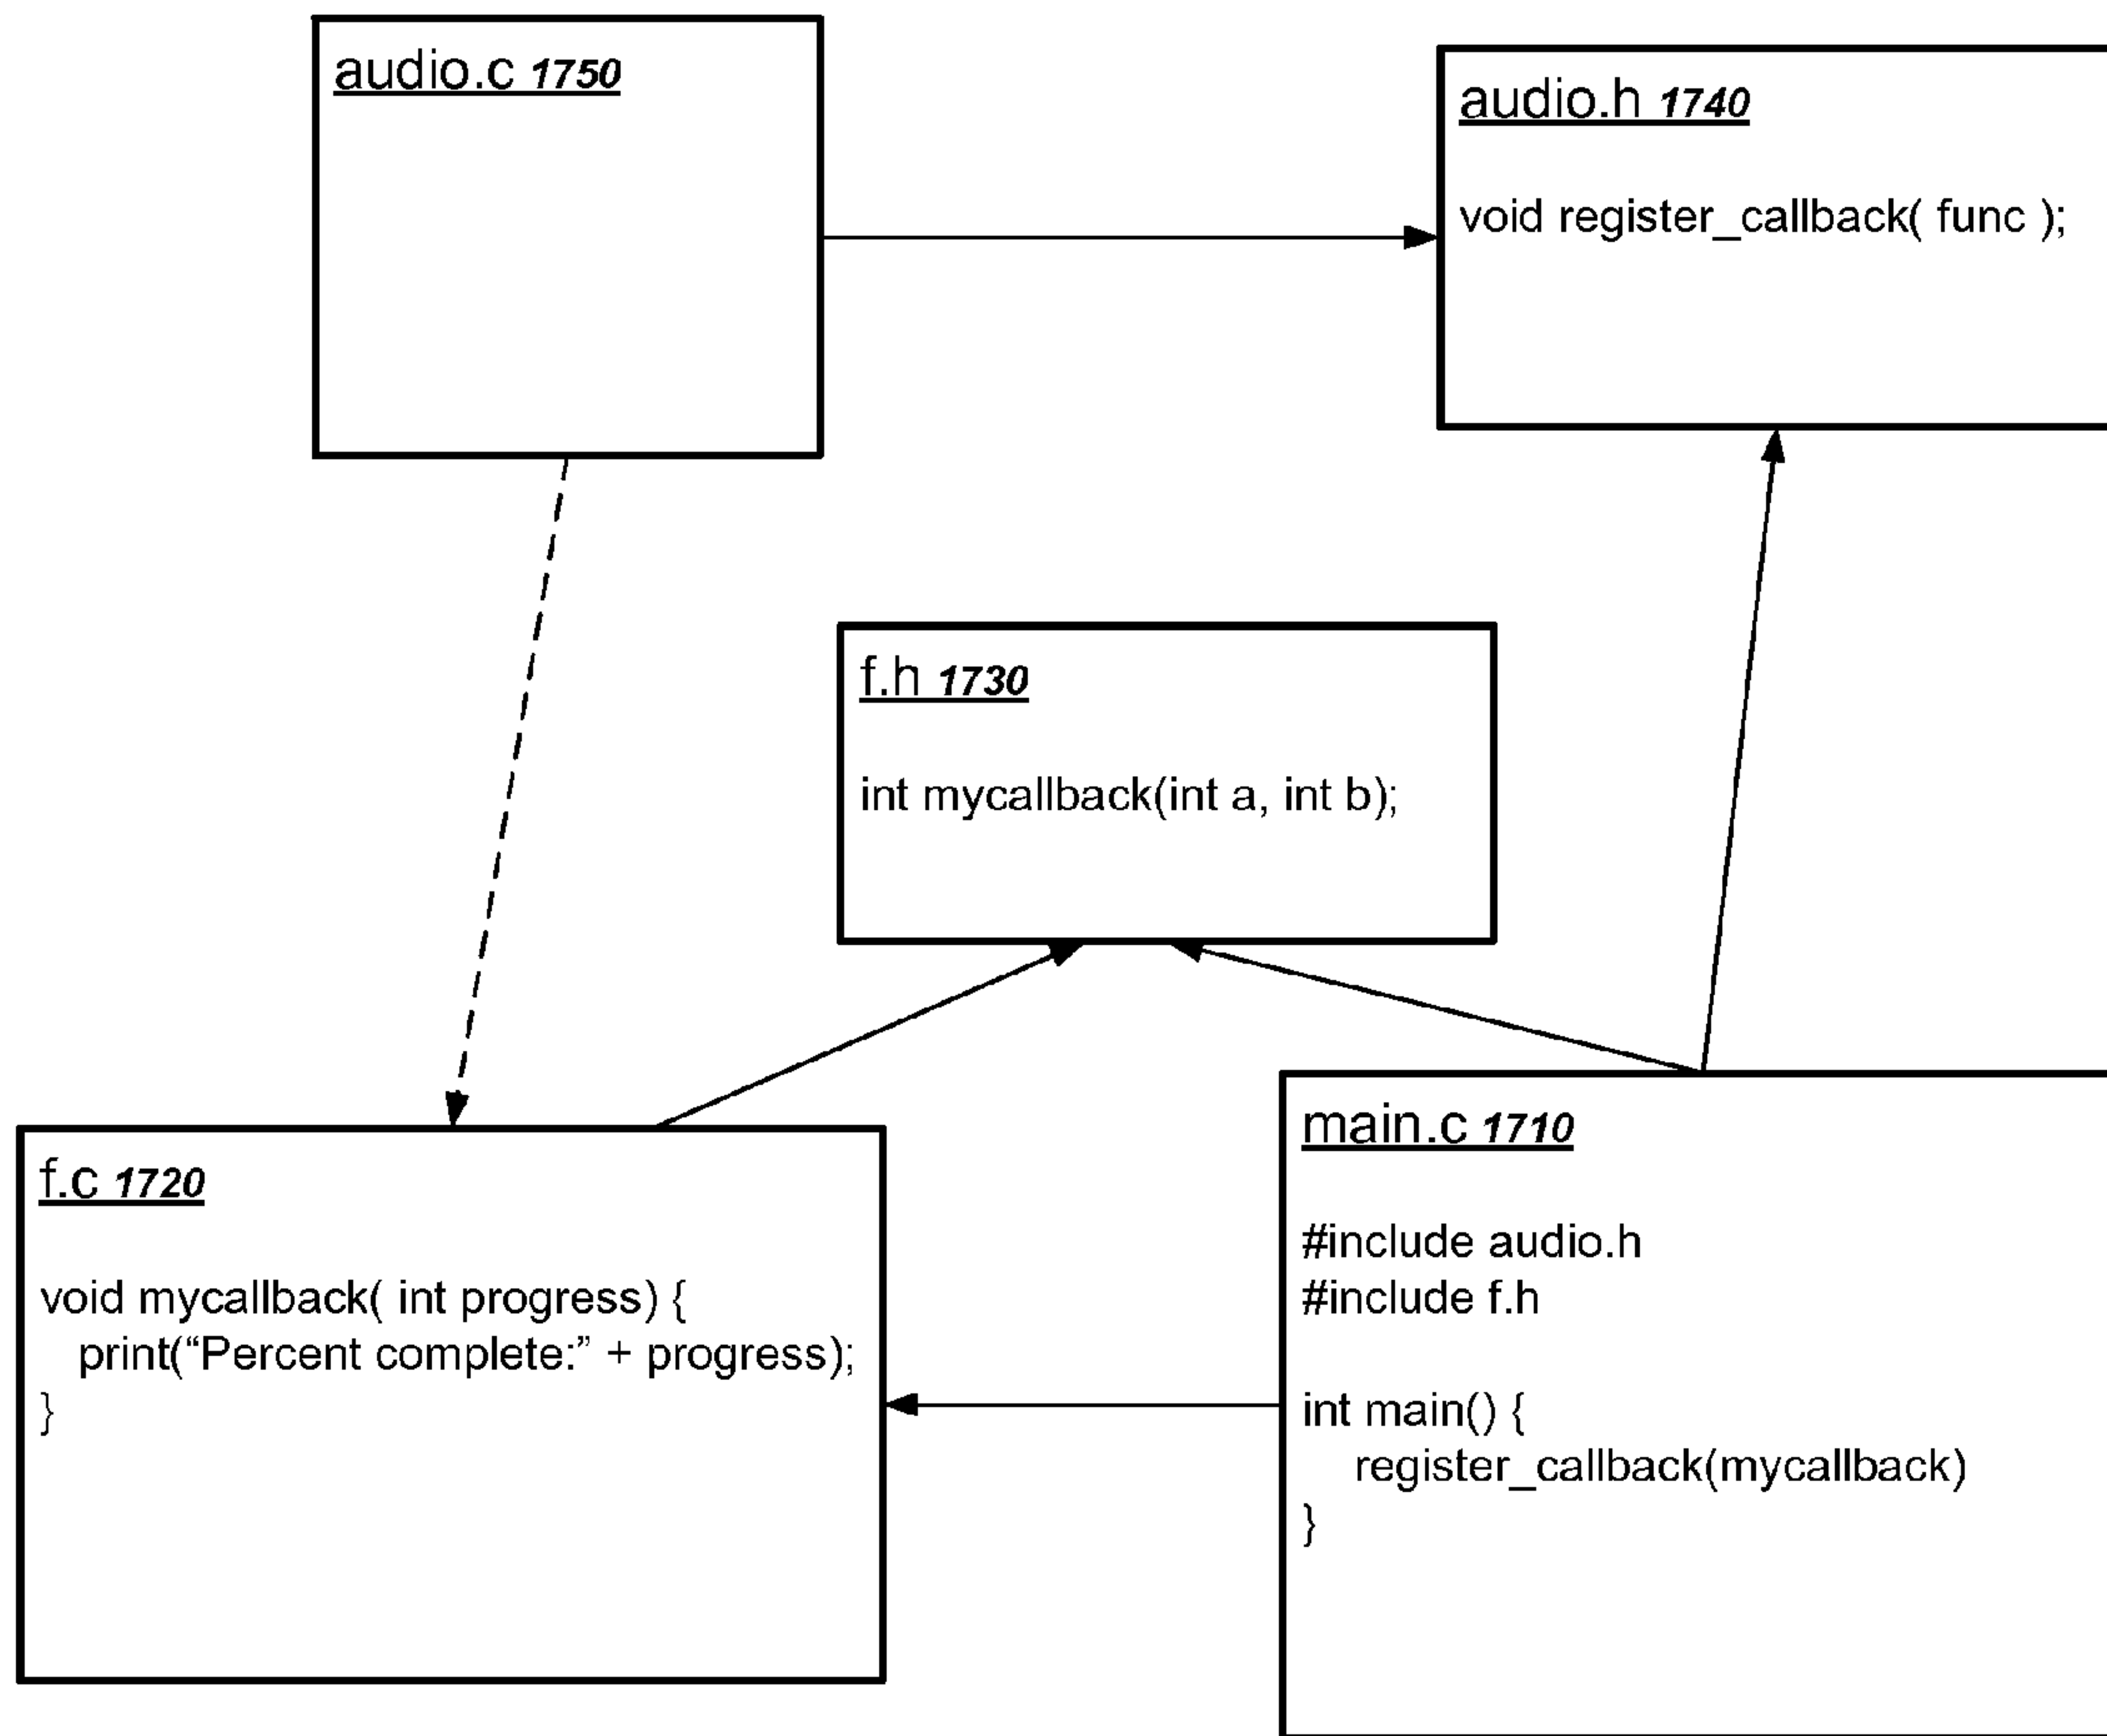 audio.c 1750
audio.h 1740
void register_callback( func );
f.h 1730
int mycallback(int a, int b);
f.c 1720
void mycallback( int progress) {
print(“Percent complete:” + progress);
}
main.c 1710
#include audio.h
#include f.h
int main() {
register_callback(mycallback)
}